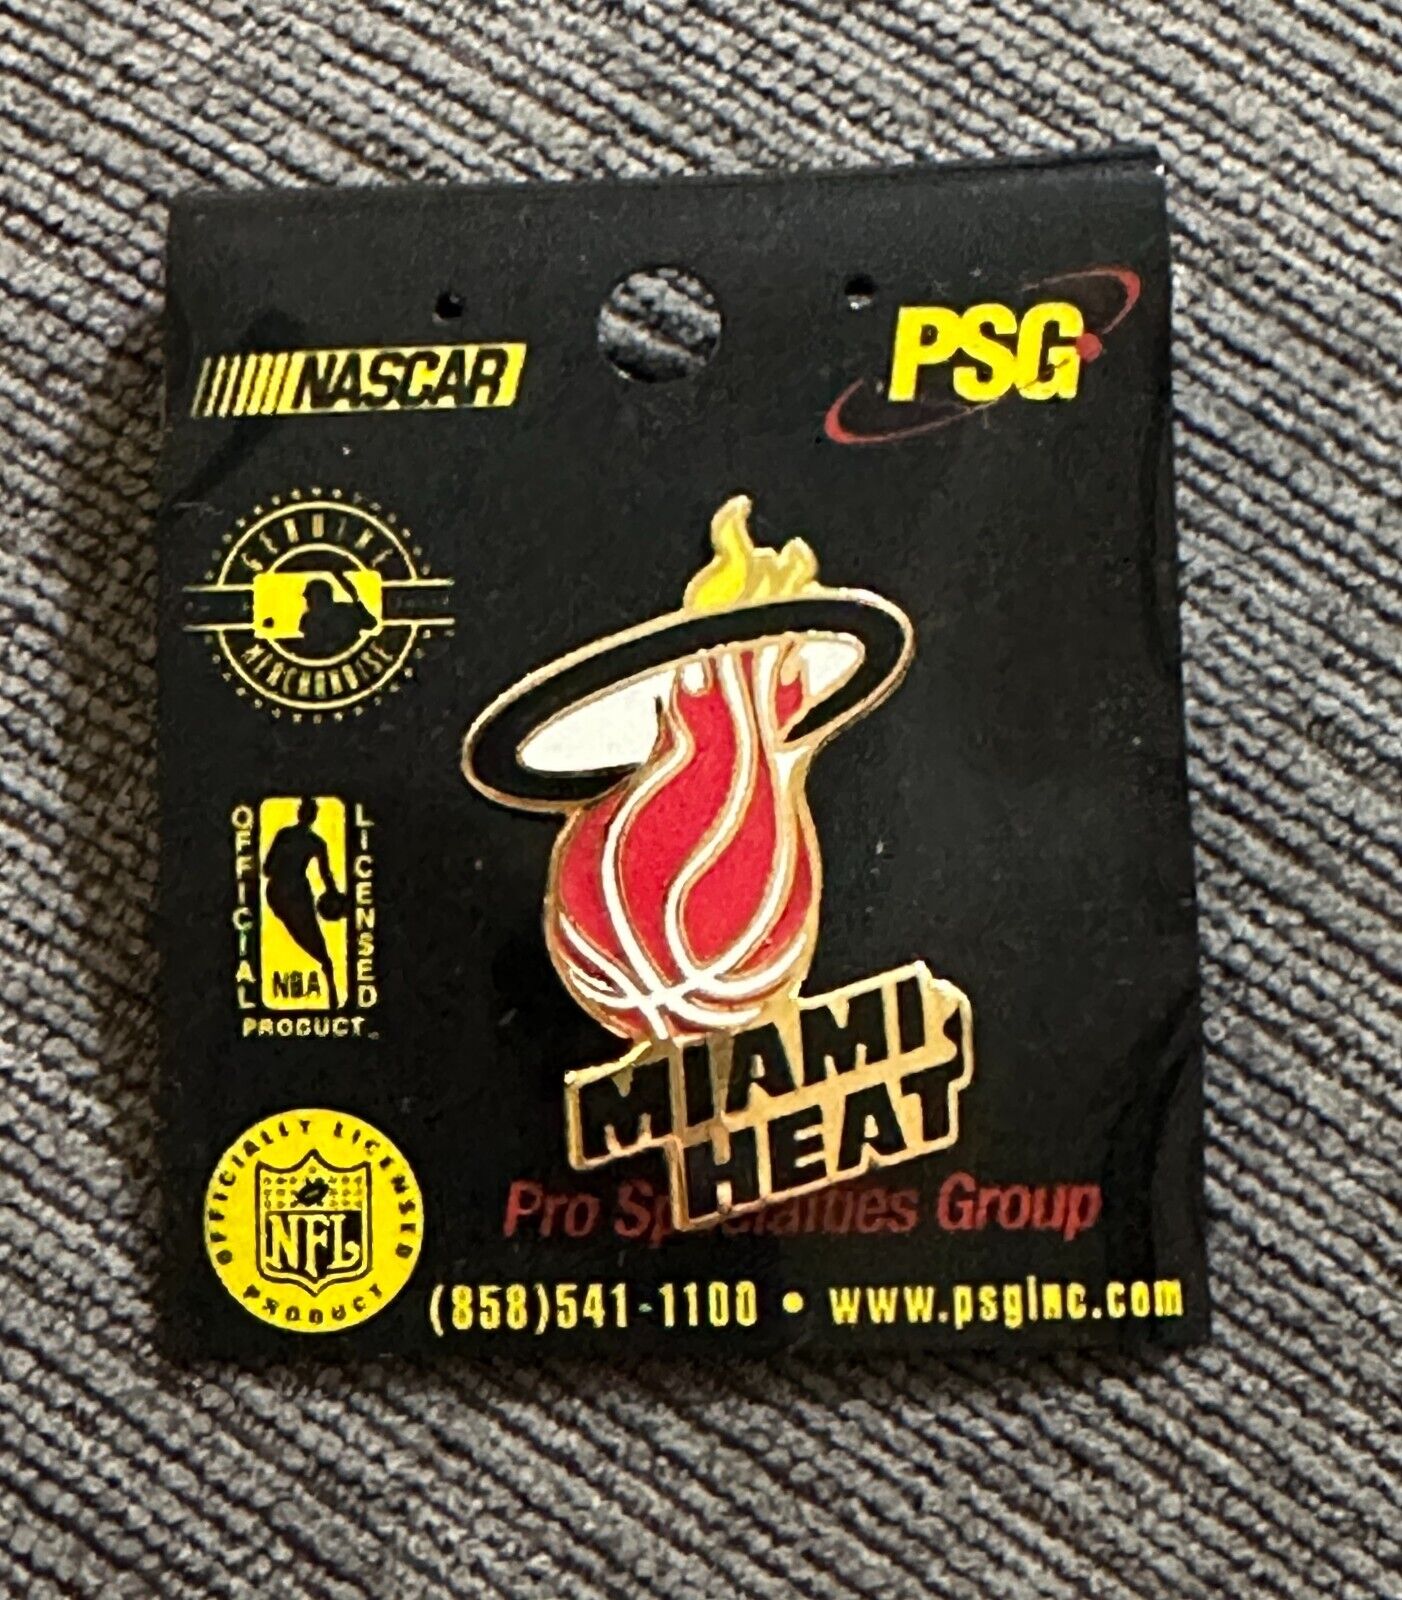 NASCAR
PSG
GENUINE
MERCHANDISE
OFFICIAL
LICENSED
NBA
PRODUCT
MIAMI
HEAT
OFFICIALLY LICENSED
NFL
PRODUCT
Pro Group
(858)541-1100 • www.psginc.com